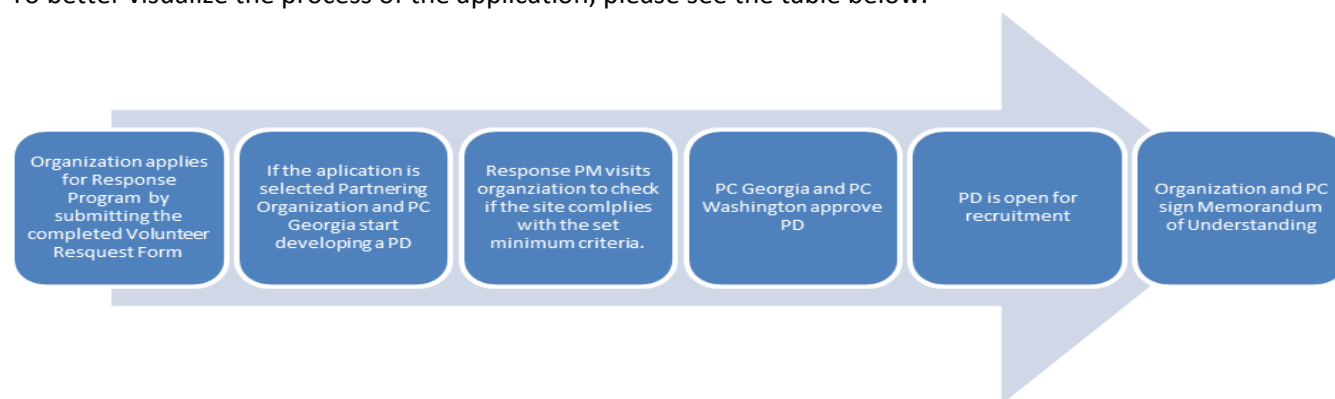 To better visualize the process of the application, please see the table below.
Organization applies
for Response
Program by
submitting the
completed Volunteer
Resquest Form
If the aplication is
selected Partnering
Organization and PC
Georgia start
developing a PD
Response PM visits
organziation to check
if the site comlplies
with the set
minimum criteria.
PC Georgia and PC
Washington approve
PD
PD is open for
recruitment
Organization and PC
sign Memorandum
of Understanding